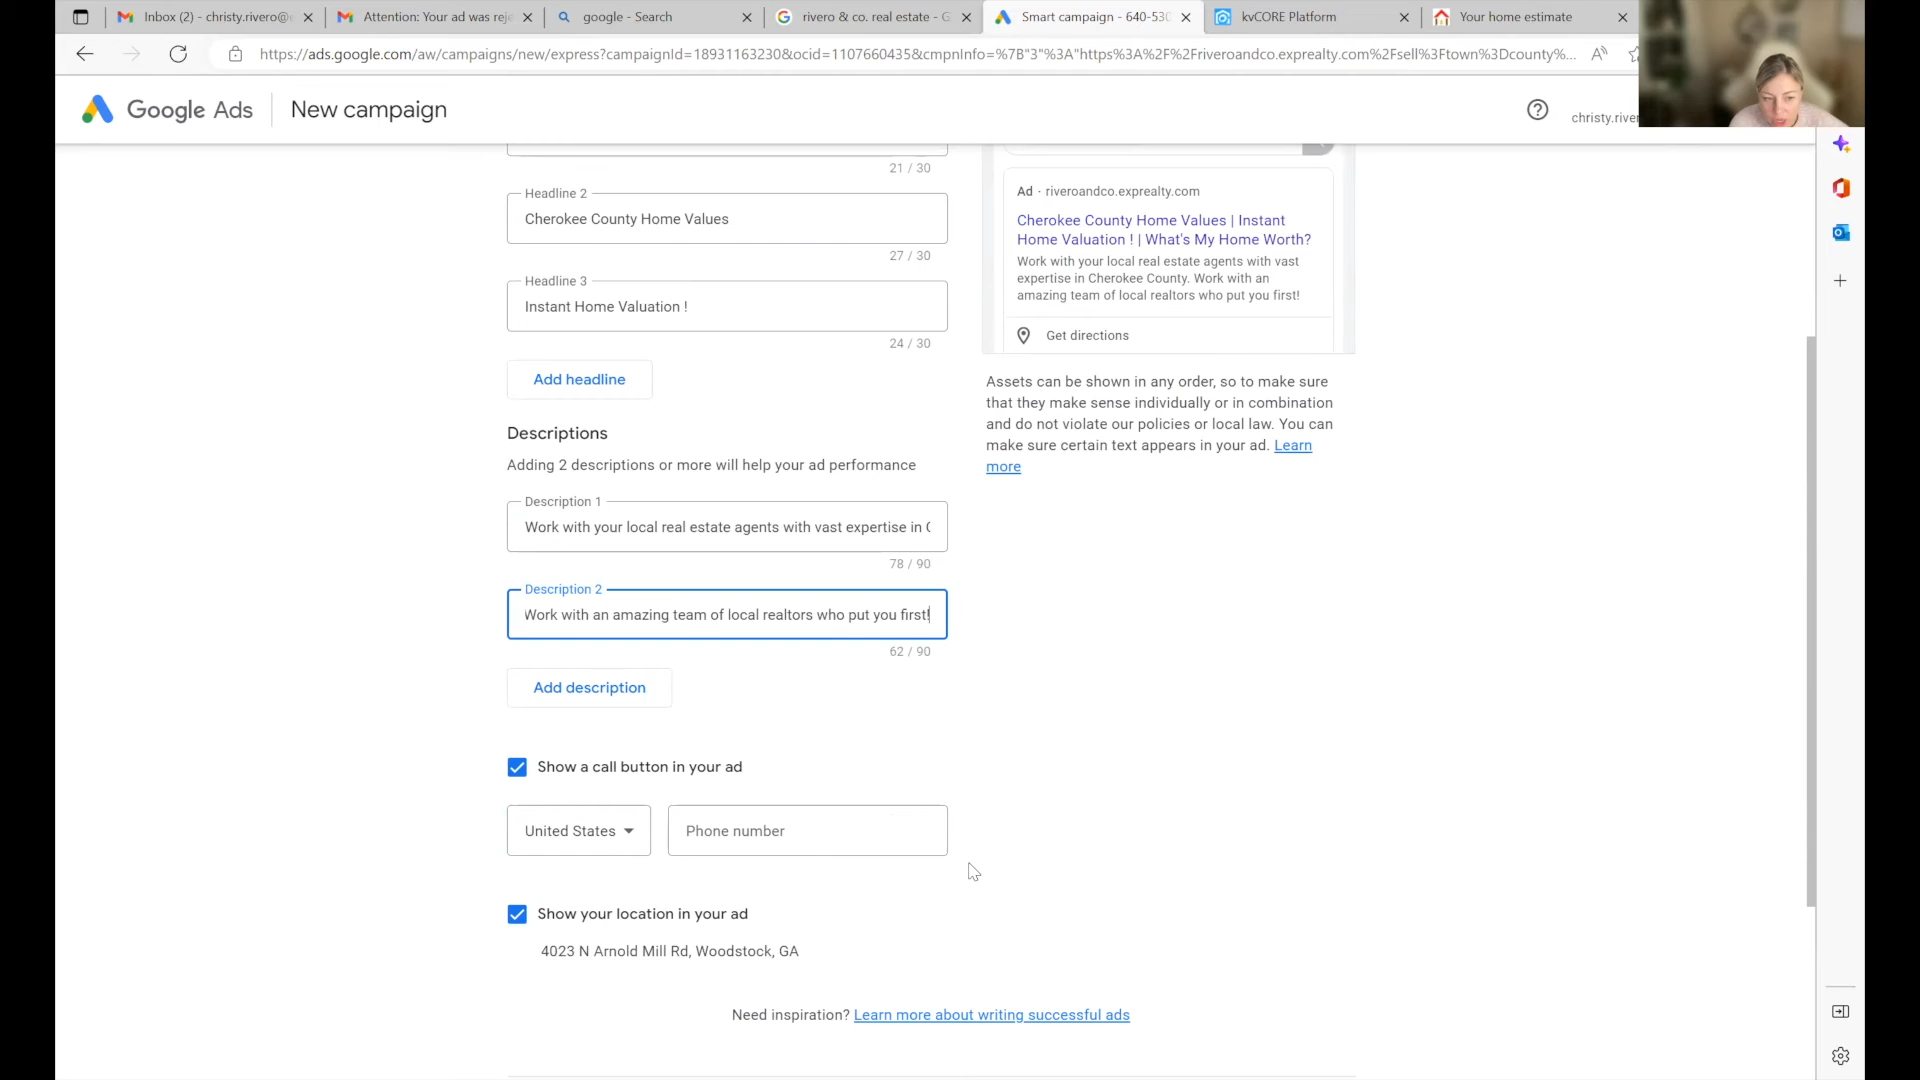 Inbox (2) - christy.rivero@
Attention: Your ad was reje
google - Search
rivero & co. real estate - G
Smart campaign - 640-530
kvCORE Platform
Your home estimate
https://ads.google.com/aw/campaigns/new/express?campaignId=18931163230&ocid=1107660435&cmpnInfo=%7B"3"%3A"https%3A%2F%2Friveroandco.exprealty.com%2Fsell%3Ftown%3Dcounty%...
Google Ads
New campaign
christy.river
21 / 30
Headline 2
Cherokee County Home Values
27 / 30
Headline 3
Instant Home Valuation !
24 / 30
Add headline
Descriptions
Adding 2 descriptions or more will help your ad performance
Description 1
Work with your local real estate agents with vast expertise in C
78 / 90
Description 2
Work with an amazing team of local realtors who put you first!
62 / 90
Add description
Show a call button in your ad
United States
Phone number
Show your location in your ad
4023 N Arnold Mill Rd, Woodstock, GA
Need inspiration? Learn more about writing successful ads
Ad · riveroandco.exprealty.com
Cherokee County Home Values | Instant
Home Valuation ! | What's My Home Worth?
Work with your local real estate agents with vast
expertise in Cherokee County. Work with an
amazing team of local realtors who put you first!
Get directions
Assets can be shown in any order, so to make sure
that they make sense individually or in combination
and do not violate our policies or local law. You can
make sure certain text appears in your ad. Learn
more